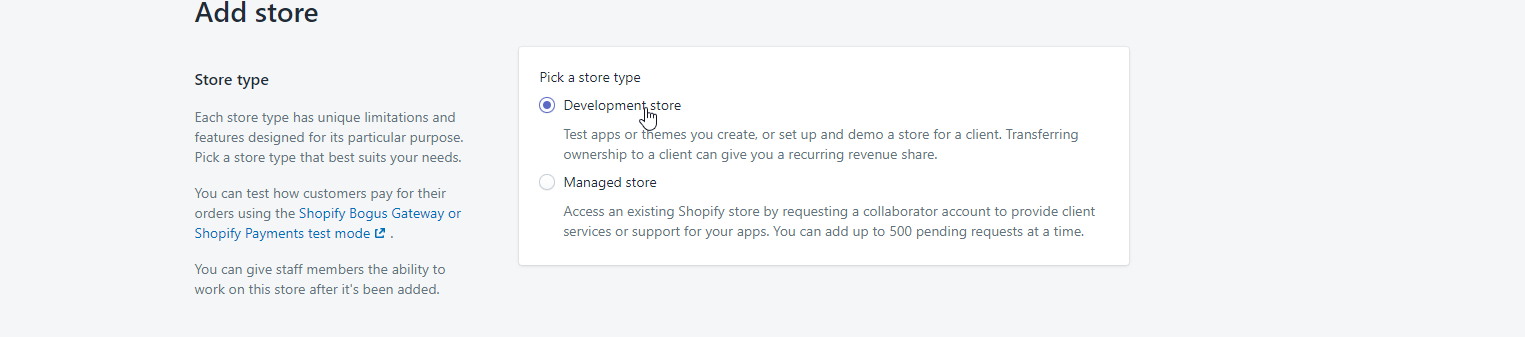 Add store
Store type
Each store type has unique limitations and
features designed for its particular purpose.
Pick a store type that best suits your needs.
You can test how customers pay for their
orders using the Shopify Bogus Gateway or
Shopify Payments test mode .
You can give staff members the ability to
work on this store after it's been added.
Pick a store type
Development store
Test apps or themes you create, or set up and demo a store for a client. Transferring
ownership to a client can give you a recurring revenue share.
Managed store
Access an existing Shopify store by requesting a collaborator account to provide client
services or support for your apps. You can add up to 500 pending requests at a time.